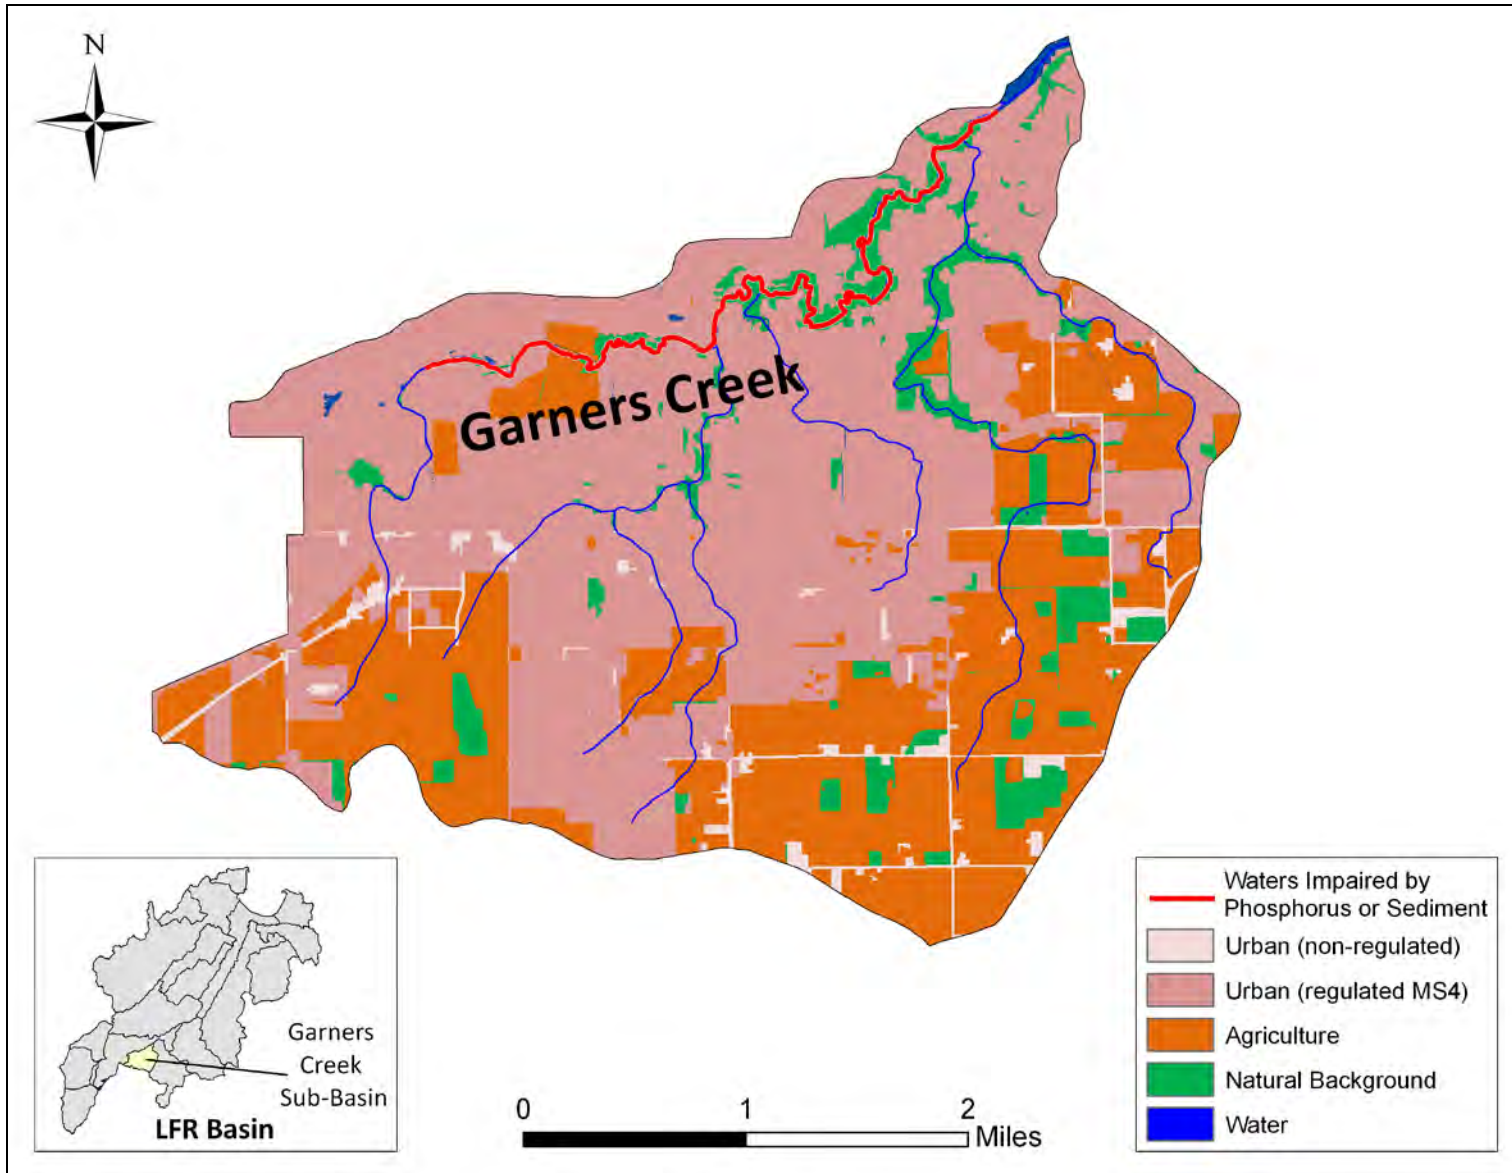 N
Garners Creek
Garners
Creek
Sub-Basin
LFR Basin
0 1 2
Miles
Waters Impaired by
Phosphorus or Sediment
Urban (non-regulated)
Urban (regulated MS4)
Agriculture
Natural Background
Water